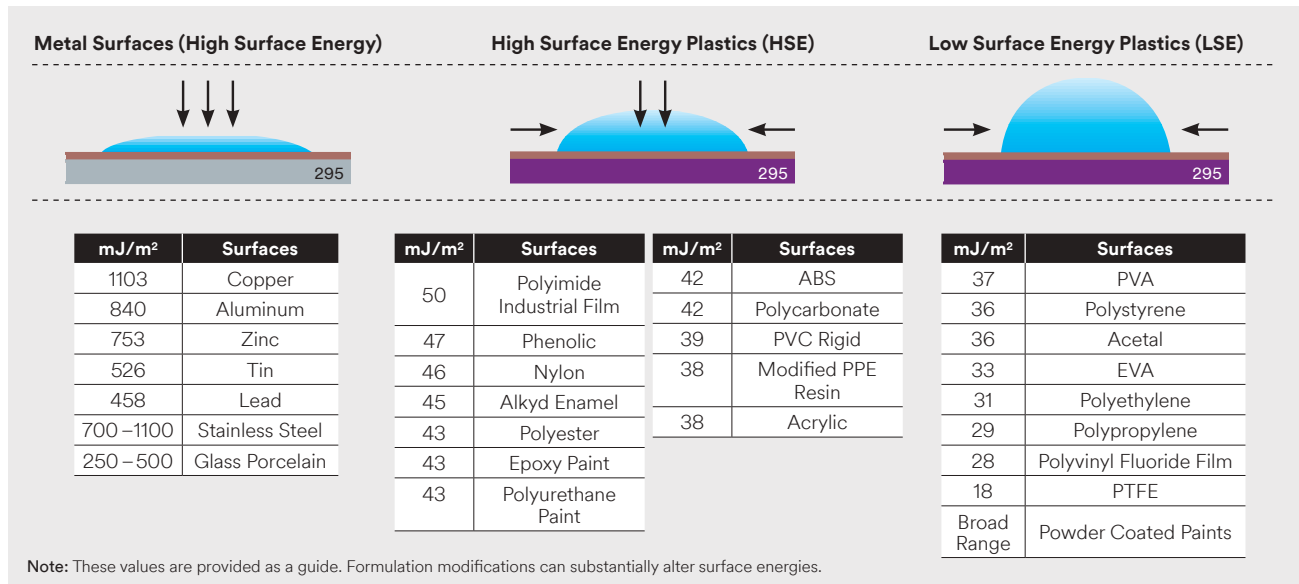 Metal Surfaces (High Surface Energy)
High Surface Energy Plastics (HSE)
Low Surface Energy Plastics (LSE)
295
295
295
mJ/m² Surfaces
1103 Copper
840 Aluminum
753 Zinc
526 Tin
458 Lead
700–1100 Stainless Steel
250–500 Glass Porcelain
mJ/m² Surfaces
50 Polyimide
Industrial Film
47 Phenolic
46 Nylon
45 Alkyd Enamel
43 Polyester
43 Epoxy Paint
43 Polyurethane
Paint
mJ/m² Surfaces
42 ABS
42 Polycarbonate
39 PVC Rigid
38 Modified PPE
Resin
38 Acrylic
mJ/m² Surfaces
37 PVA
36 Polystyrene
36 Acetal
33 EVA
31 Polyethylene
29 Polypropylene
28 Polyvinyl Fluoride Film
18 PTFE
Broad
Range Powder Coated Paints
Note: These values are provided as a guide. Formulation modifications can substantially alter surface energies.